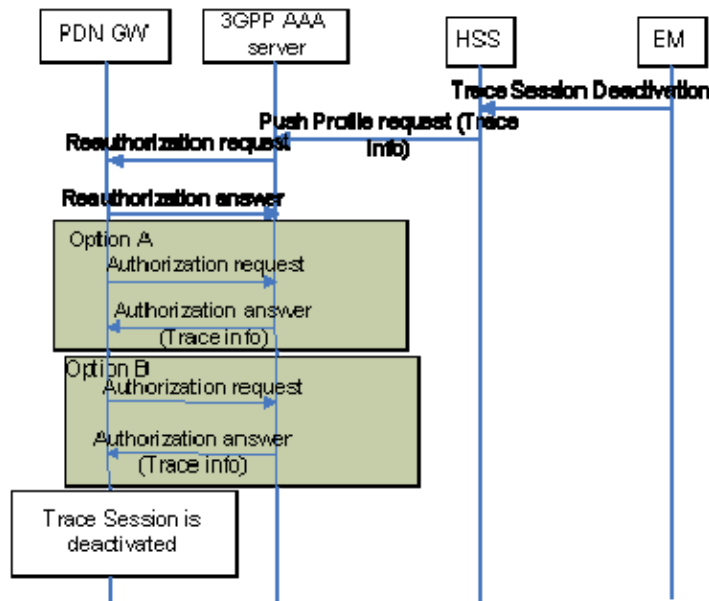 PDN GW
3GPP AAA
server
HSS
EM
Trace Session Deactivation
Push Profile request (Trace
Info)
Reauthorization request
Reauthorization answer
Option A
Authorization request
Authorization answer
(Trace info)
Option B
Authorization request
Authorization answer
(Trace info)
Trace Session is
deactivated